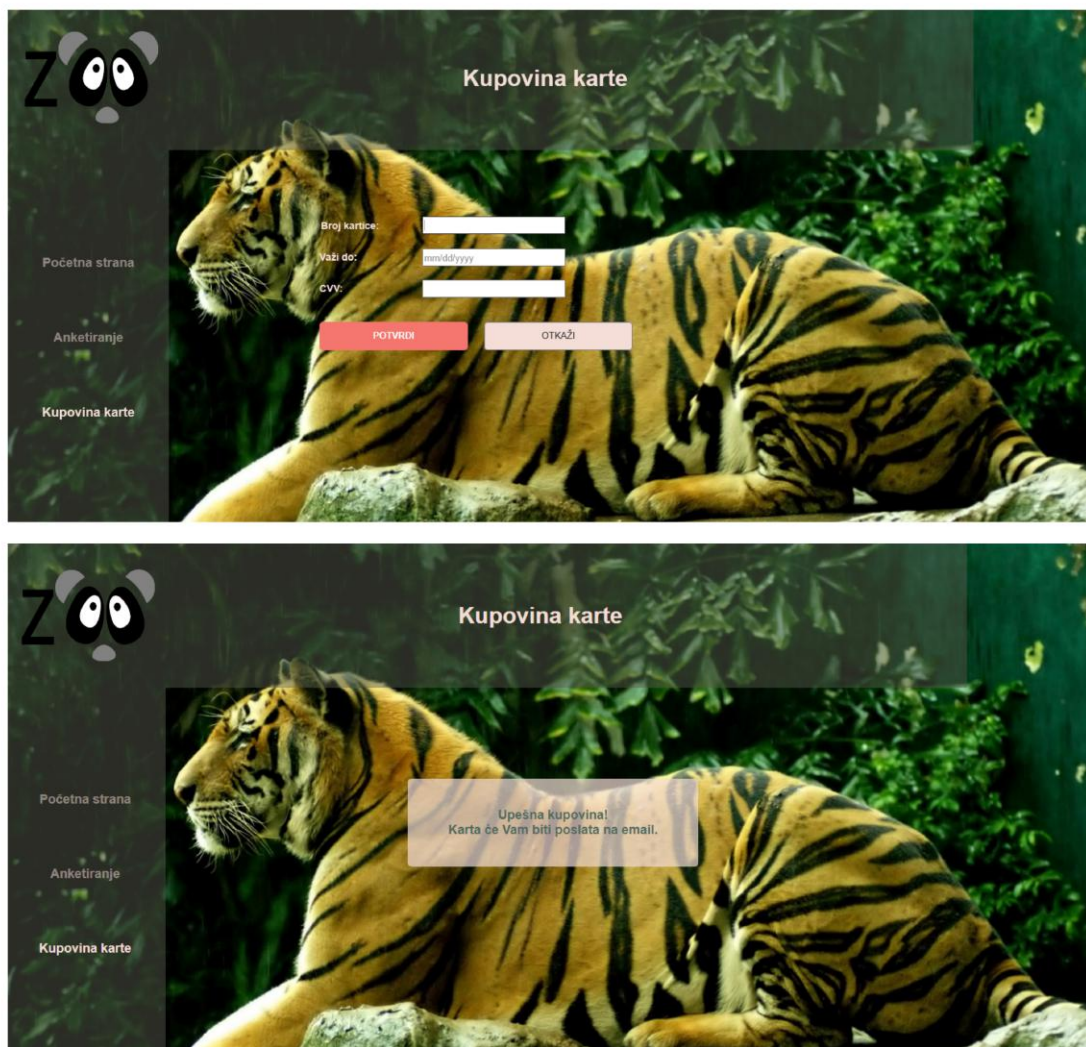 ZOO
Kupovina karte
Broj kartice:
Važi do:
mm/dd/yyyy
CVV:
POTVRDI
OTKAŽI
Početna strana
Anketiranje
Kupovina karte
ZOO
Kupovina karte
Upešna kupovina!
Karta će Vam biti poslata na email.
Početna strana
Anketiranje
Kupovina karte